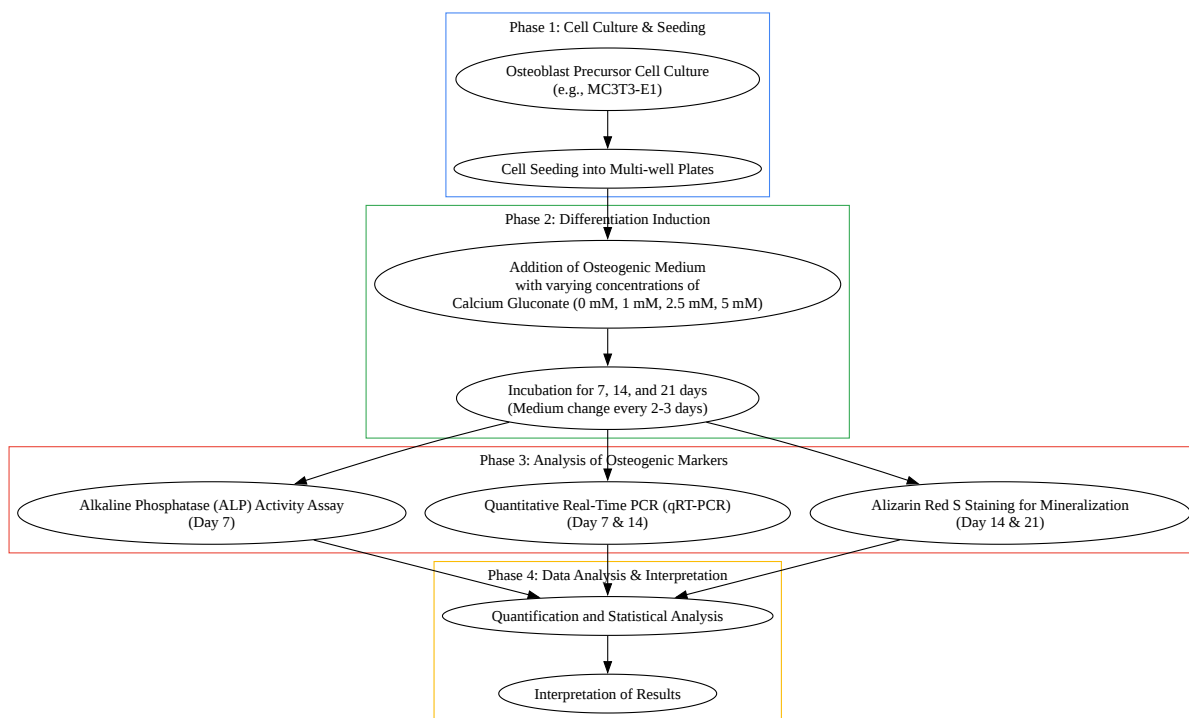 Phase 1: Cell Culture & Seeding
Osteoblast Precursor Cell Culture
(e.g., MC3T3-E1)
Cell Seeding into Multi-well Plates
Phase 2: Differentiation Induction
Addition of Osteogenic Medium
with varying concentrations of
Calcium Gluconate (0 mM, 1 mM, 2.5 mM, 5 mM)
Incubation for 7, 14, and 21 days
(Medium change every 2-3 days)
Phase 3: Analysis of Osteogenic Markers
Alkaline Phosphatase (ALP) Activity Assay
(Day 7)
Quantitative Real-Time PCR (qRT-PCR)
(Day 7 & 14)
Alizarin Red S Staining for Mineralization
(Day 14 & 21)
Phase 4: Data Analysis & Interpretation
Quantification and Statistical Analysis
Interpretation of Results